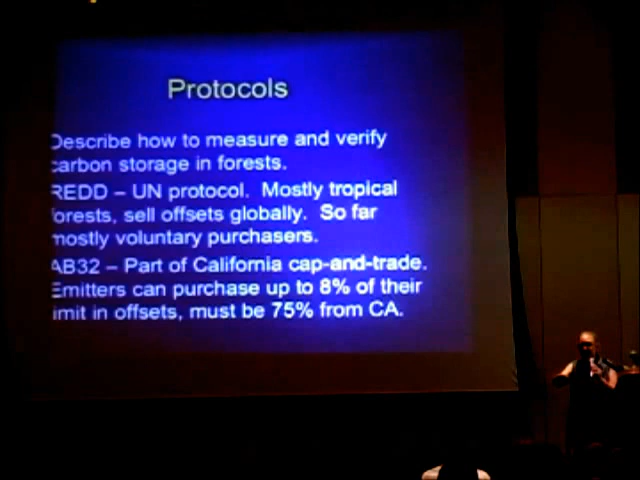 Protocols
Describe how to measure and verify
carbon storage in forests.
REDD – UN protocol. Mostly tropical
forests, sell offsets globally. So far
mostly voluntary purchasers.
AB32 – Part of California cap-and-trade.
Emitters can purchase up to 8% of their
limit in offsets, must be 75% from CA.